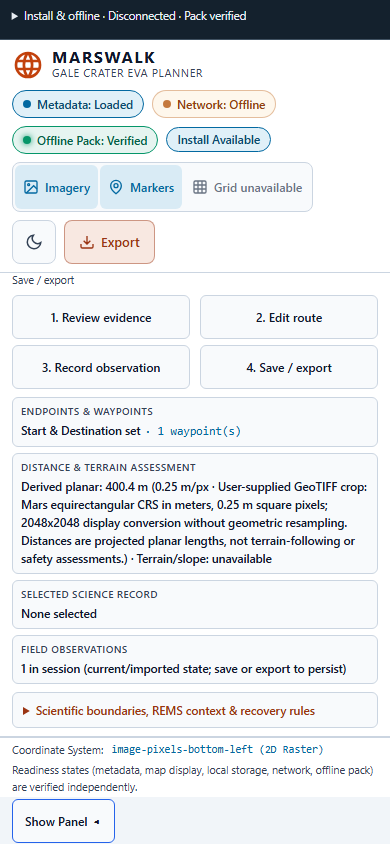 ▶ Install & offline · Disconnected · Pack verified
MARSWALK
GALE CRATER EVA PLANNER
Metadata: Loaded
Network: Offline
Offline Pack: Verified
Install Available
Imagery
Markers
Grid unavailable
Export
Save / export
1. Review evidence
2. Edit route
3. Record observation
4. Save / export
ENDPOINTS & WAYPOINTS
Start & Destination set · 1 waypoint(s)
DISTANCE & TERRAIN ASSESSMENT
Derived planar: 400.4 m (0.25 m/px · User-supplied GeoTIFF crop:
Mars equirectangular CRS in meters, 0.25 m square pixels;
2048x2048 display conversion without geometric resampling.
Distances are projected planar lengths, not terrain-following or
safety assessments.) · Terrain/slope: unavailable
SELECTED SCIENCE RECORD
None selected
FIELD OBSERVATIONS
1 in session (current/imported state; save or export to persist)
▶ Scientific boundaries, REMS context & recovery rules
Coordinate System: image-pixels-bottom-left (2D Raster)
Readiness states (metadata, map display, local storage, network, offline pack)
are verified independently.
Show Panel ◂